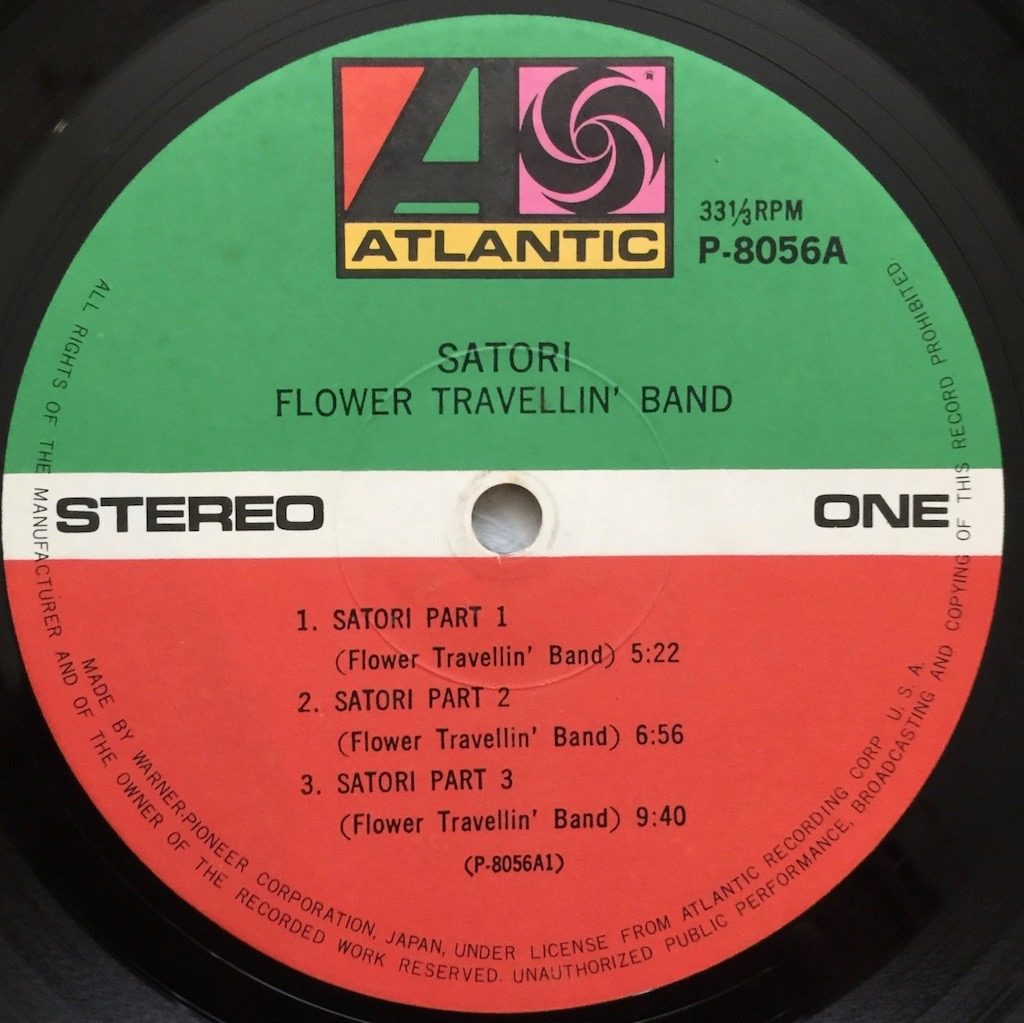 ATLANTIC
®
33⅓RPM
P-8056A
SATORI
FLOWER TRAVELLIN' BAND
STEREO
ONE
1. SATORI PART 1
(Flower Travellin' Band) 5:22
2. SATORI PART 2
(Flower Travellin' Band) 6:56
3. SATORI PART 3
(Flower Travellin' Band) 9:40
(P-8056A1)
MADE BY WARNER-PIONEER CORPORATION, JAPAN, UNDER LICENSE FROM ATLANTIC RECORDING CORP. U. S. A.
ALL RIGHTS OF THE MANUFACTURER AND OF THE OWNER OF THE RECORDED WORK RESERVED. UNAUTHORIZED PUBLIC PERFORMANCE, BROADCASTING AND COPYING OF THIS RECORD PROHIBITED.